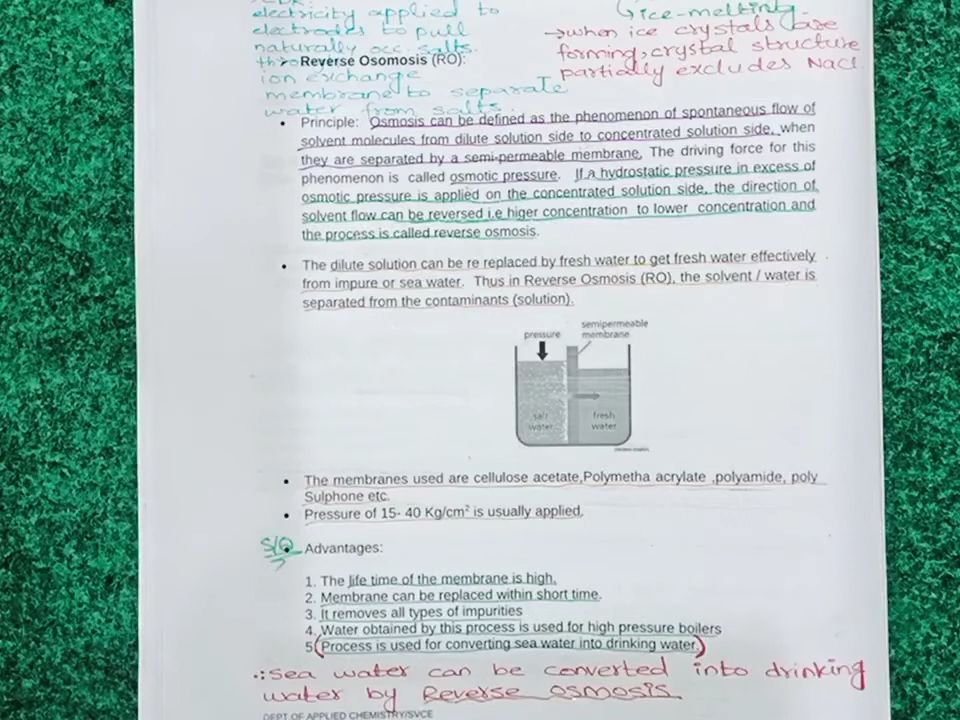 electricity applied to
electrodes to pull
naturally occ. salts
thro
ion exchange
membrane to separate
water from salts.
ice-melting
→when ice crystals are
forming, crystal structure
partially excludes NaCl
Reverse Osomosis (RO):
• Principle: Osmosis can be defined as the phenomenon of spontaneous flow of
solvent molecules from dilute solution side to concentrated solution side, when
they are separated by a semi-permeable membrane. The driving force for this
phenomenon is called osmotic pressure. If a hydrostatic pressure in excess of
osmotic pressure is applied on the concentrated solution side, the direction of
solvent flow can be reversed i.e higer concentration to lower concentration and
the process is called reverse osmosis.
• The dilute solution can be re replaced by fresh water to get fresh water effectively
from impure or sea water. Thus in Reverse Osmosis (RO), the solvent / water is
separated from the contaminants (solution).
pressure
semipermeable
membrane
salt
water
fresh
water
• The membranes used are cellulose acetate,Polymetha acrylate ,polyamide, poly
Sulphone etc.
• Pressure of 15- 40 Kg/cm² is usually applied.
S/Q
Advantages:
1. The life time of the membrane is high.
2. Membrane can be replaced within short time.
3. It removes all types of impurities
4. Water obtained by this process is used for high pressure boilers
5 (Process is used for converting sea water into drinking water.)
∴ Sea water can be converted into drinking
water by Reverse osmosis
DEPT OF APPLIED CHEMISTRY/SVCE